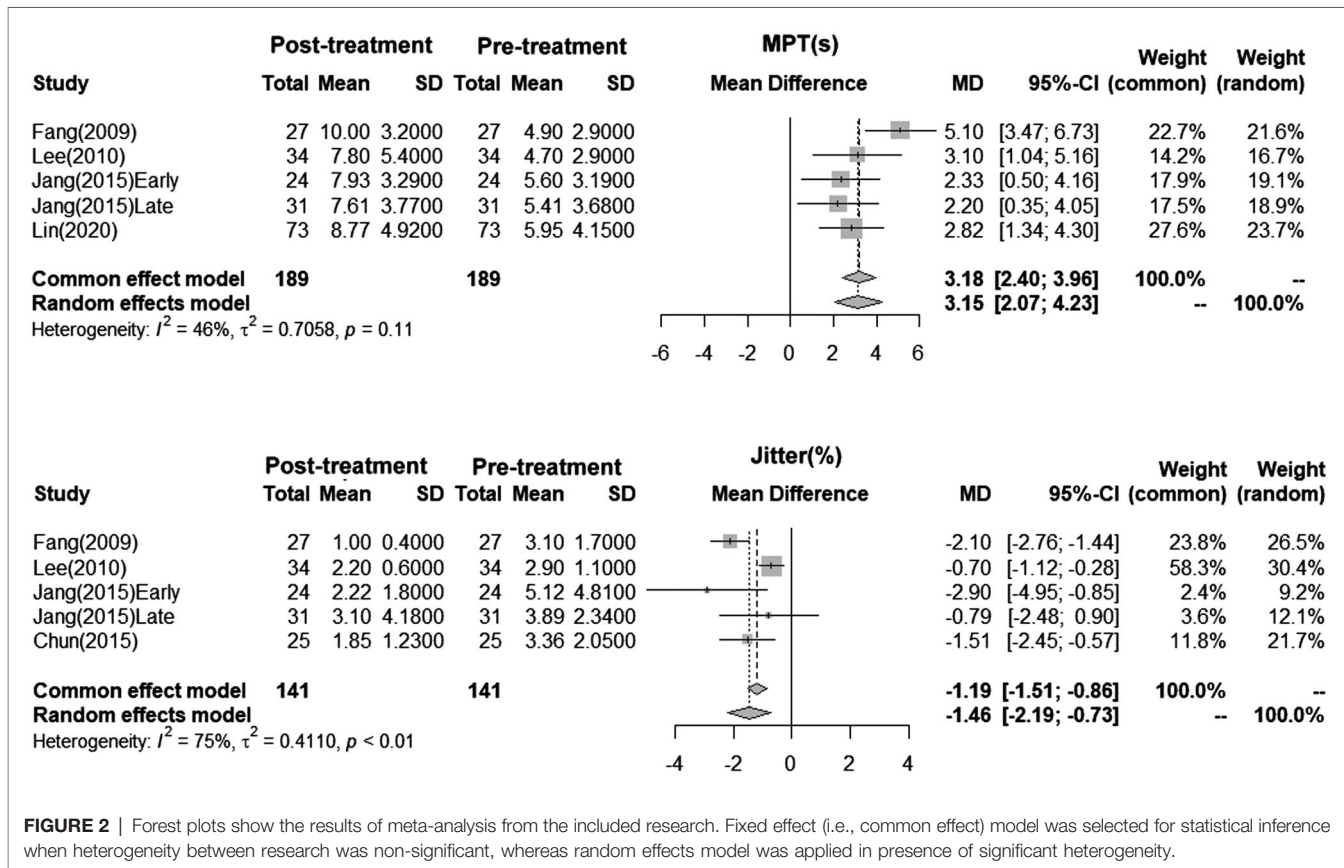 Post-treatment Pre-treatment MPT(s) Weight Weight
Study Total Mean SD Total Mean SD Mean Difference MD 95%-CI (common) (random)
Fang(2009) 27 10.00 3.2000 27 4.90 2.9000 5.10 [3.47; 6.73] 22.7% 21.6%
Lee(2010) 34 7.80 5.4000 34 4.70 2.9000 3.10 [1.04; 5.16] 14.2% 16.7%
Jang(2015)Early 24 7.93 3.2900 24 5.60 3.1900 2.33 [0.50; 4.16] 17.9% 19.1%
Jang(2015)Late 31 7.61 3.7700 31 5.41 3.6800 2.20 [0.35; 4.05] 17.5% 18.9%
Lin(2020) 73 8.77 4.9200 73 5.95 4.1500 2.82 [1.34; 4.30] 27.6% 23.7%
Common effect model 189 189 3.18 [2.40; 3.96] 100.0% --
Random effects model 3.15 [2.07; 4.23] -- 100.0%
Heterogeneity: I² = 46%, τ² = 0.7058, p = 0.11
-6 -4 -2 0 2 4 6
Post-treatment Pre-treatment Jitter(%) Weight Weight
Study Total Mean SD Total Mean SD Mean Difference MD 95%-CI (common) (random)
Fang(2009) 27 1.00 0.4000 27 3.10 1.7000 -2.10 [-2.76; -1.44] 23.8% 26.5%
Lee(2010) 34 2.20 0.6000 34 2.90 1.1000 -0.70 [-1.12; -0.28] 58.3% 30.4%
Jang(2015)Early 24 2.22 1.8000 24 5.12 4.8100 -2.90 [-4.95; -0.85] 2.4% 9.2%
Jang(2015)Late 31 3.10 4.1800 31 3.89 2.3400 -0.79 [-2.48; 0.90] 3.6% 12.1%
Chun(2015) 25 1.85 1.2300 25 3.36 2.0500 -1.51 [-2.45; -0.57] 11.8% 21.7%
Common effect model 141 141 -1.19 [-1.51; -0.86] 100.0% --
Random effects model -1.46 [-2.19; -0.73] -- 100.0%
Heterogeneity: I² = 75%, τ² = 0.4110, p < 0.01
-4 -2 0 2 4
FIGURE 2 | Forest plots show the results of meta-analysis from the included research. Fixed effect (i.e., common effect) model was selected for statistical inference
when heterogeneity between research was non-significant, whereas random effects model was applied in presence of significant heterogeneity.